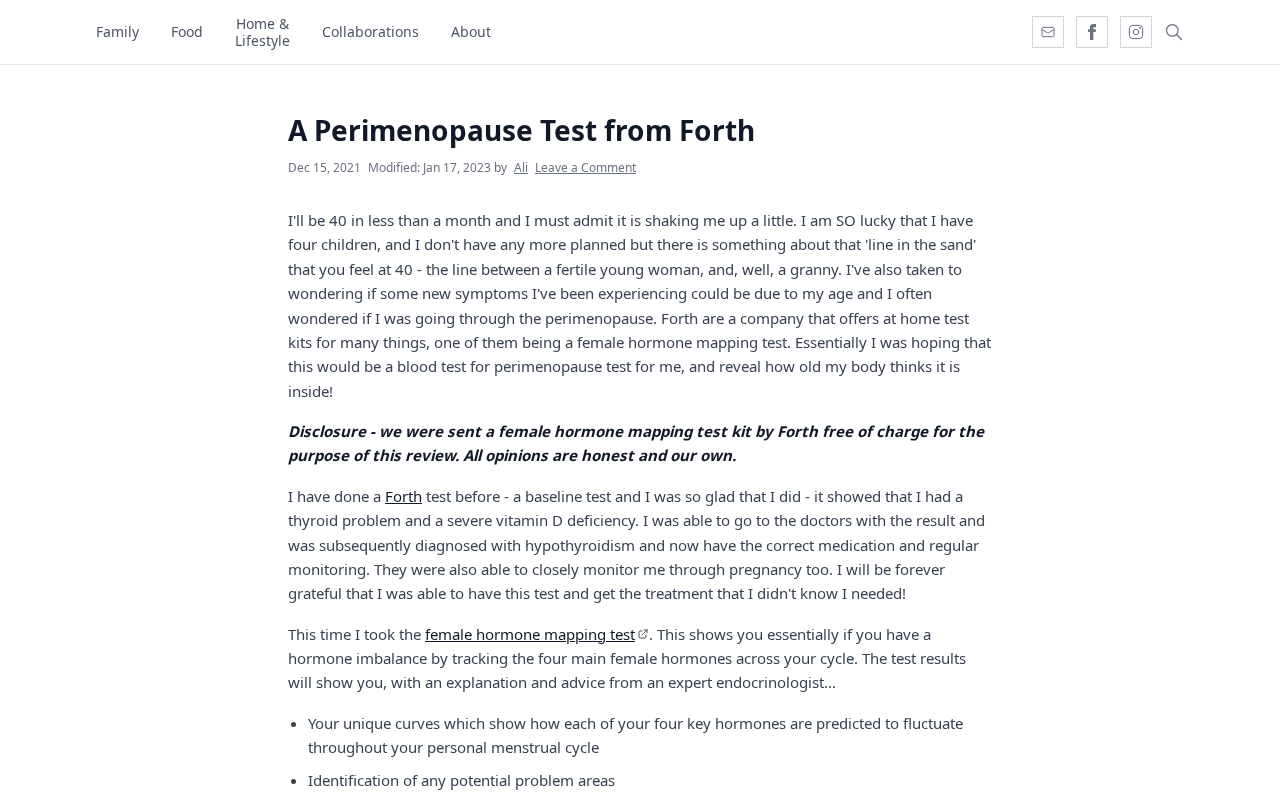 Family
Food
Home &
Lifestyle
Collaborations
About
A Perimenopause Test from Forth
Dec 15, 2021 Modified: Jan 17, 2023 by Ali Leave a Comment
I'll be 40 in less than a month and I must admit it is shaking me up a little. I am SO lucky that I have
four children, and I don't have any more planned but there is something about that 'line in the sand'
that you feel at 40 - the line between a fertile young woman, and, well, a granny. I've also taken to
wondering if some new symptoms I've been experiencing could be due to my age and I often
wondered if I was going through the perimenopause. Forth are a company that offers at home test
kits for many things, one of them being a female hormone mapping test. Essentially I was hoping that
this would be a blood test for perimenopause test for me, and reveal how old my body thinks it is
inside!
Disclosure - we were sent a female hormone mapping test kit by Forth free of charge for the
purpose of this review. All opinions are honest and our own.
I have done a Forth test before - a baseline test and I was so glad that I did - it showed that I had a
thyroid problem and a severe vitamin D deficiency. I was able to go to the doctors with the result and
was subsequently diagnosed with hypothyroidism and now have the correct medication and regular
monitoring. They were also able to closely monitor me through pregnancy too. I will be forever
grateful that I was able to have this test and get the treatment that I didn't know I needed!
This time I took the female hormone mapping test. This shows you essentially if you have a
hormone imbalance by tracking the four main female hormones across your cycle. The test results
will show you, with an explanation and advice from an expert endocrinologist...
• Your unique curves which show how each of your four key hormones are predicted to fluctuate
throughout your personal menstrual cycle
• Identification of any potential problem areas